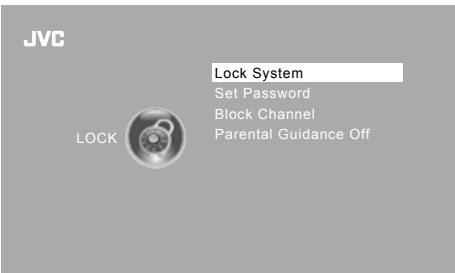 JVC
Lock System
Set Password
Block Channel
LOCK
Parental Guidance Off